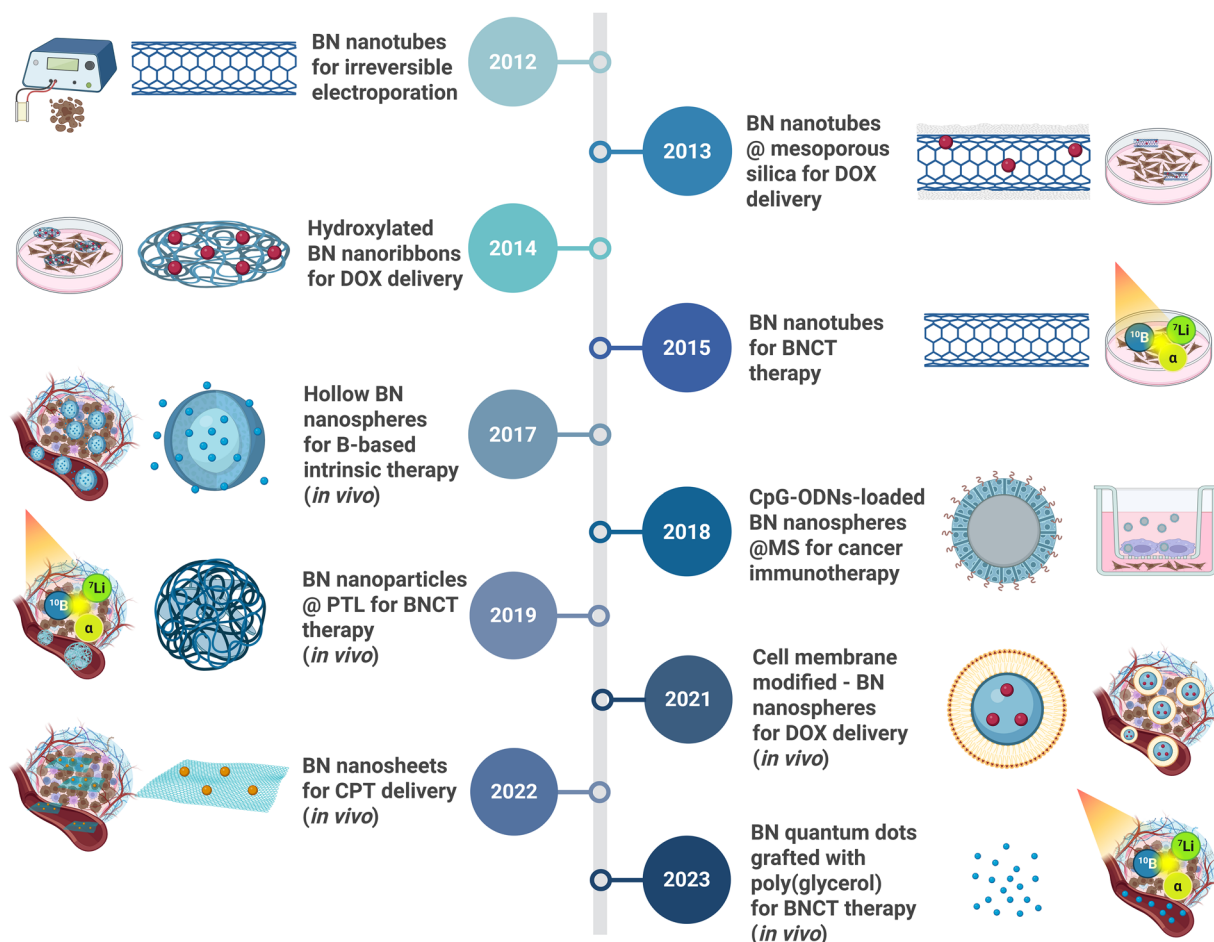 BN nanotubes
for irreversible
electroporation
2012
2013
BN nanotubes
@ mesoporous
silica for DOX
delivery
Hydroxylated
BN nanoribbons
for DOX delivery
2014
2015
BN nanotubes
for BNCT
therapy
10B
7Li
α
Hollow BN
nanospheres
for B-based
intrinsic therapy
(in vivo)
2017
2018
CpG-ODNs-loaded
BN nanospheres
@MS for cancer
immunotherapy
7Li
10B
α
BN nanoparticles
@ PTL for BNCT
therapy
(in vivo)
2019
2021
Cell membrane
modified - BN
nanospheres
for DOX delivery
(in vivo)
BN nanosheets
for CPT delivery
(in vivo)
2022
2023
BN quantum dots
grafted with
poly(glycerol)
for BNCT therapy
(in vivo)
7Li
10B
α